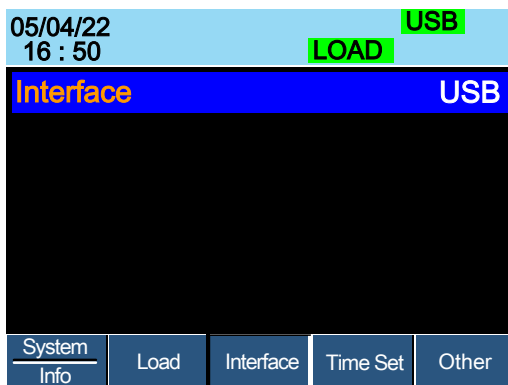 05/04/22 USB
16 : 50 LOAD
Interface USB
System
Info Load Interface Time Set Other